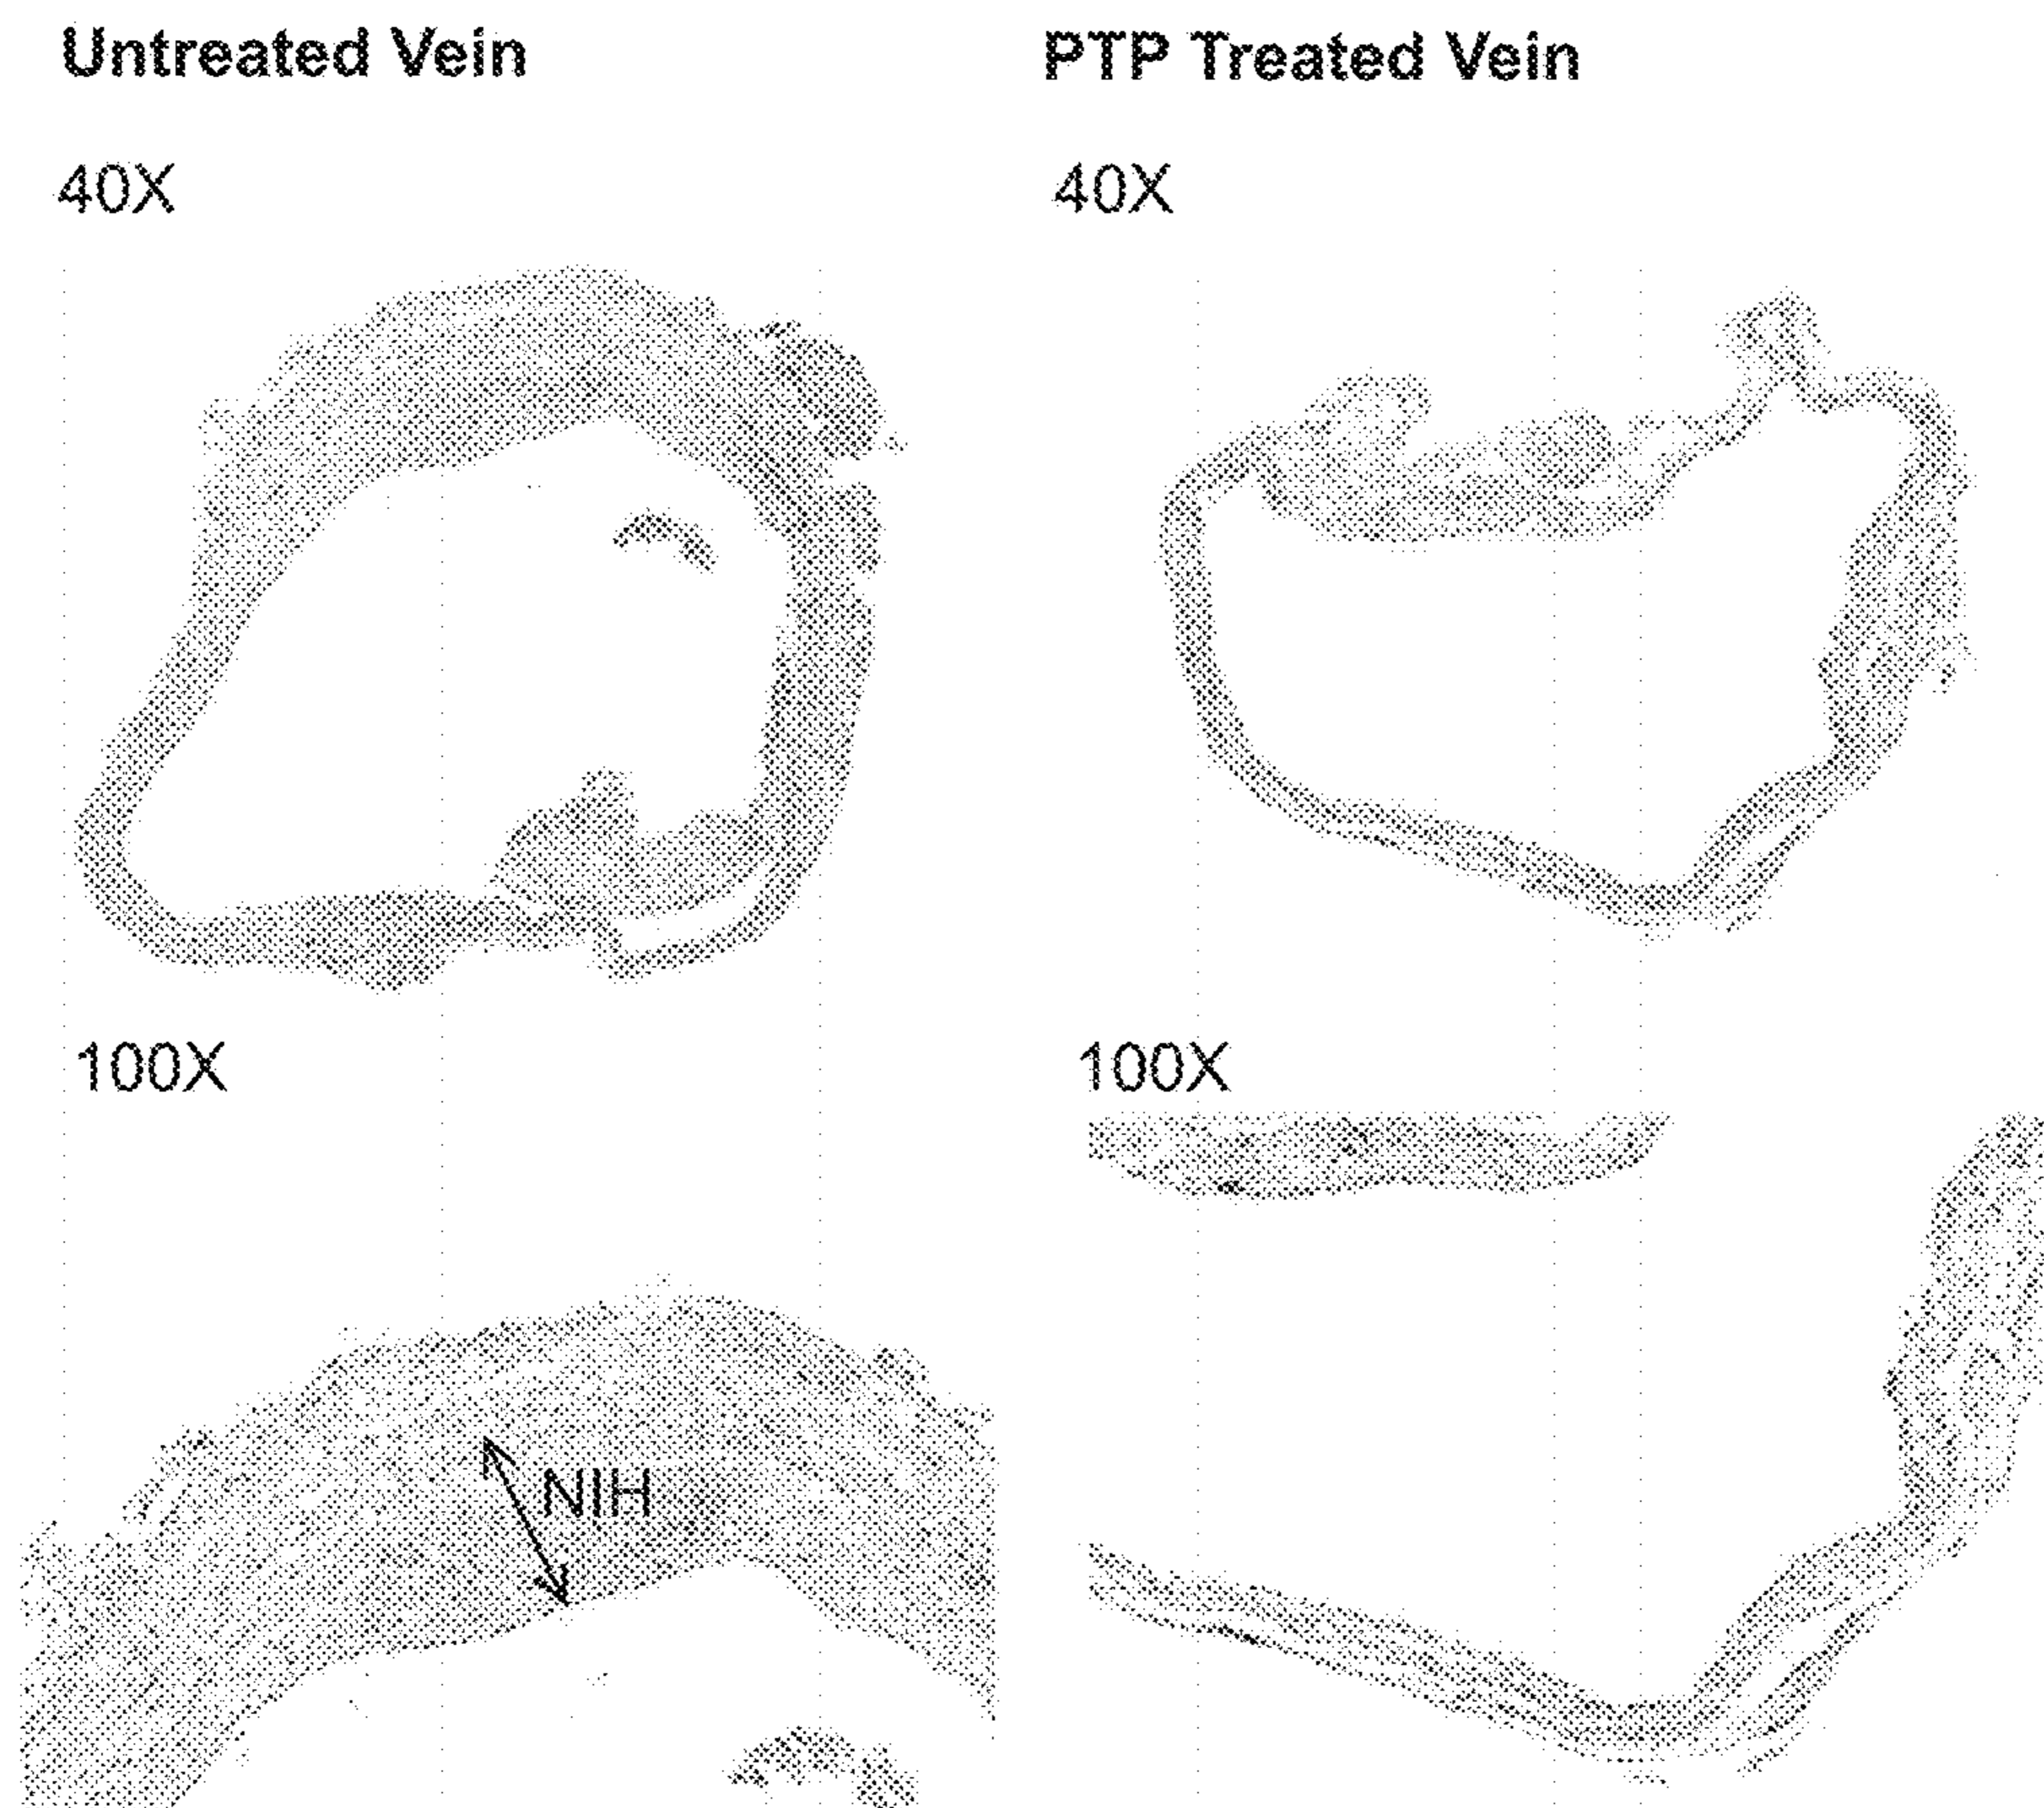 Untreated Vein
PTP Treated Vein
40X
40X
100X
100X
NIH